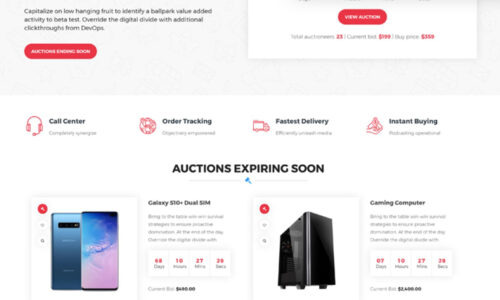 Capitalize on low hanging fruit to identify a ballpark value added
activity to beta test. Override the digital divide with additional
clickthroughs from DevOps.
AUCTIONS ENDING SOON
VIEW AUCTION
Total auctioneers: 23 | Current bid: $199 | Buy price: $359
Call Center
Completely synergise
Order Tracking
Objectively empowered
Fastest Delivery
Efficiently unleash media
Instant Buying
Podcasting operational
AUCTIONS EXPIRING SOON
Galaxy S10+ Dual SIM
Bring to the table win-win survival
strategies to ensure proactive
domination. At the end of the day,
Override the digital divide with
68 10 27 28
Days Hours Mins Secs
Current Bid: $490.00
Gaming Computer
Bring to the table win-win survival
strategies to ensure proactive
domination. At the end of the day,
Override the digital divide with
07 10 27 28
Days Hours Mins Secs
Current Bid: $2,400.00